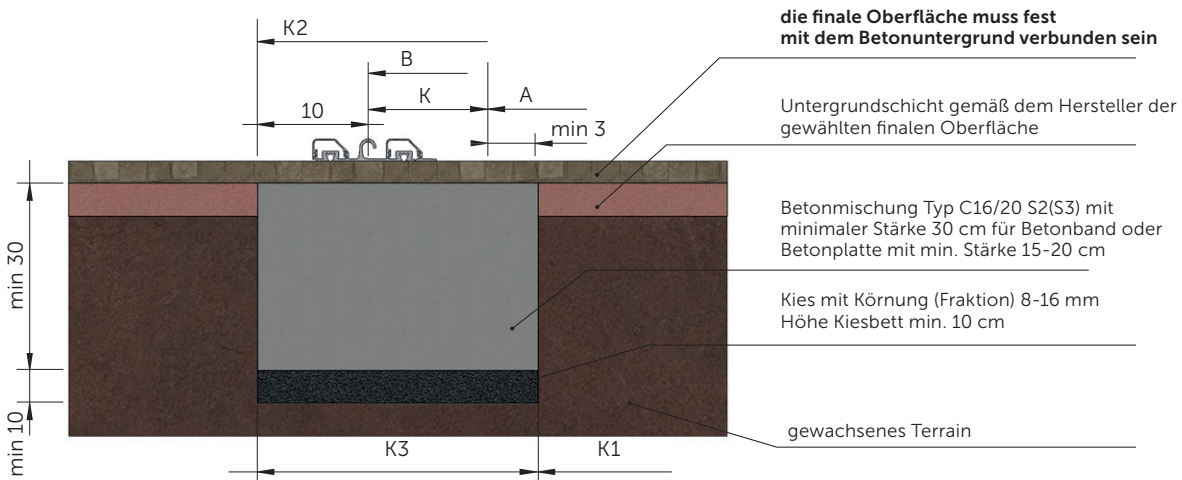 K2
die finale Oberfläche muss fest
mit dem Betonuntergrund verbunden sein
B
K
A
10
min 3
Untergrundschicht gemäß dem Hersteller der
gewählten finalen Oberfläche
min 30
Betonmischung Typ C16/20 S2(S3) mit
minimaler Stärke 30 cm für Betonband oder
Betonplatte mit min. Stärke 15-20 cm
Kies mit Körnung (Fraktion) 8-16 mm
Höhe Kiesbett min. 10 cm
min 10
gewachsenes Terrain
K3
K1